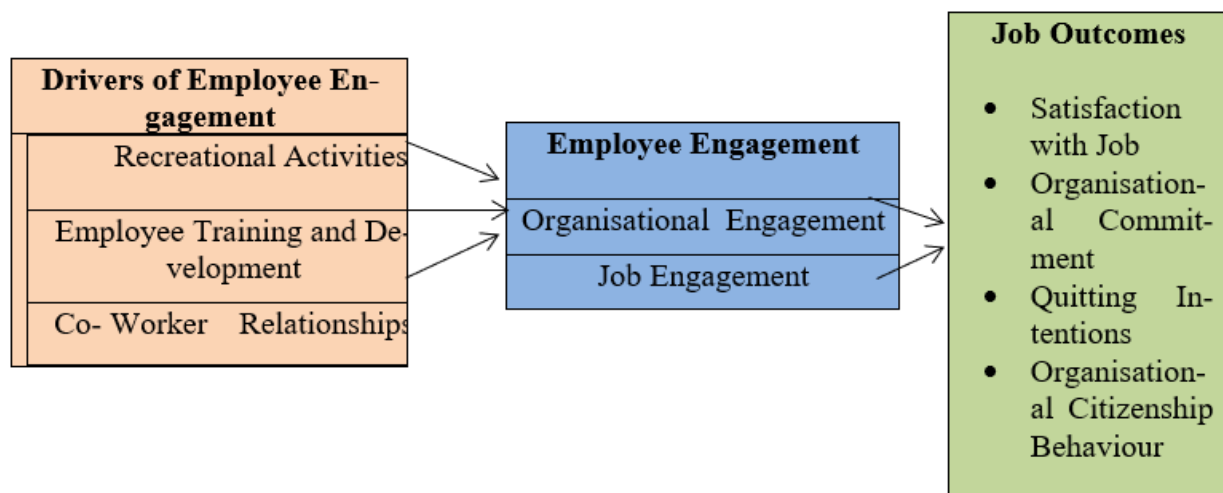 Drivers of Employee En-
gagement
Recreational Activities
Employee Training and De-
velopment
Co- Worker Relationships
Employee Engagement
Organisational Engagement
Job Engagement
Job Outcomes
• Satisfaction
with Job
• Organisation-
al Commit-
ment
• Quitting In-
tentions
• Organisation-
al Citizenship
Behaviour